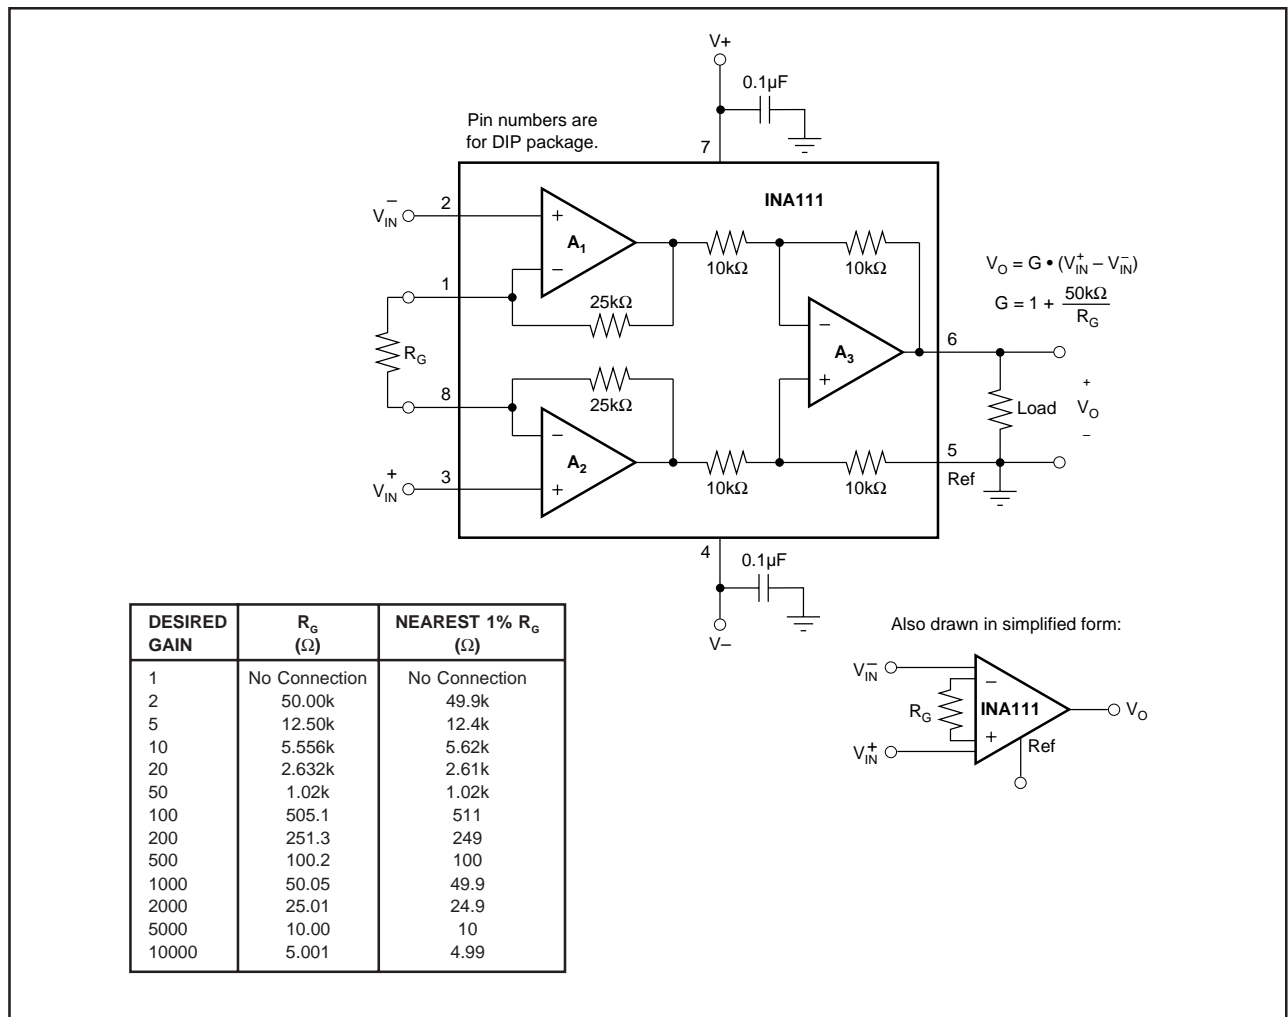 V+
0.1µF
Pin numbers are
for DIP package.
7
INA111
V⁻IN
2
+
A1
−
10kΩ
10kΩ
VO = G • (V⁺IN – V⁻IN)
G = 1 + 50kΩ / RG
1
25kΩ
RG
−
A3
+
6
8
25kΩ
−
A2
+
V⁺IN
3
10kΩ
10kΩ
5
Ref
Load
+
VO
–
4
0.1µF
V–
DESIRED GAIN | RG (Ω) | NEAREST 1% RG (Ω)
1 | No Connection | No Connection
2 | 50.00k | 49.9k
5 | 12.50k | 12.4k
10 | 5.556k | 5.62k
20 | 2.632k | 2.61k
50 | 1.02k | 1.02k
100 | 505.1 | 511
200 | 251.3 | 249
500 | 100.2 | 100
1000 | 50.05 | 49.9
2000 | 25.01 | 24.9
5000 | 10.00 | 10
10000 | 5.001 | 4.99
Also drawn in simplified form:
V⁻IN
−
RG
INA111
VO
+
Ref
V⁺IN